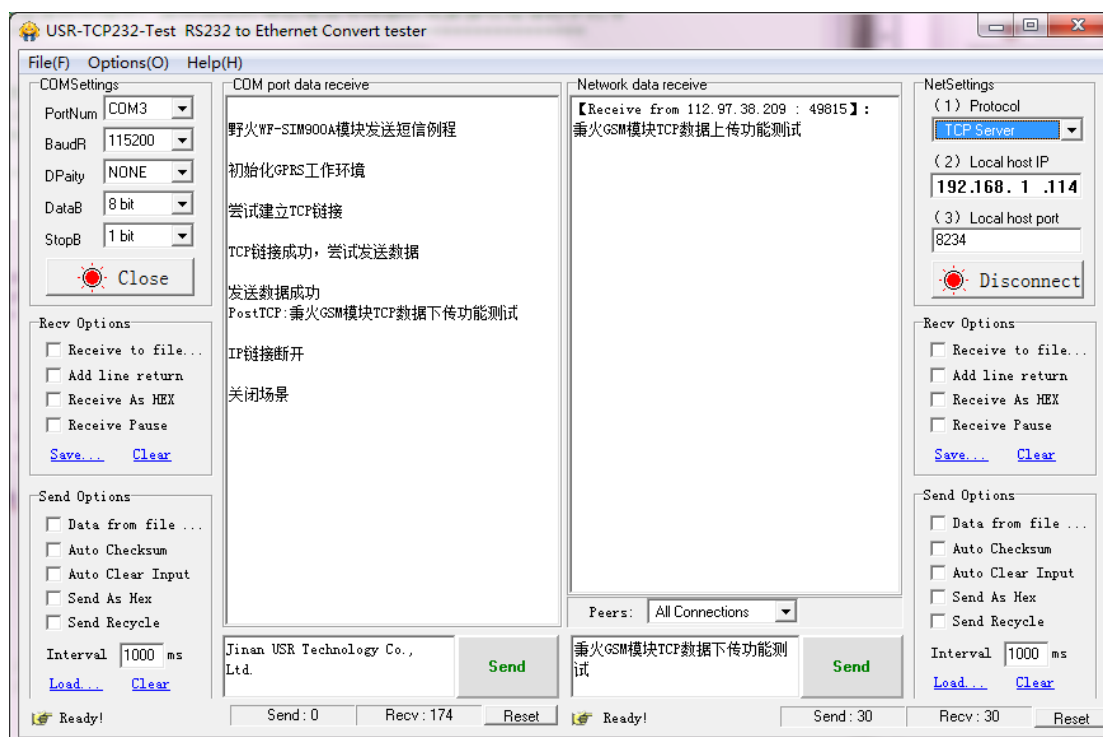 USR-TCP232-Test RS232 to Ethernet Convert tester
File(F) Options(O) Help(H)
COMSettings
PortNum COM3
BaudR 115200
DPaity NONE
DataB 8 bit
StopB 1 bit
Close
Recv Options
Receive to file...
Add line return
Receive As HEX
Receive Pause
Save... Clear
Send Options
Data from file ...
Auto Checksum
Auto Clear Input
Send As Hex
Send Recycle
Interval 1000 ms
Load... Clear
COM port data receive
野火WF-SIM900A模块发送短信例程
初始化GPRS工作环境
尝试建立TCP链接
TCP链接成功，尝试发送数据
发送数据成功
PostTCP:秉火GSM模块TCP数据下传功能测试
IP链接断开
关闭场景
Jinan USR Technology Co.,
Ltd.
Send
Network data receive
【Receive from 112.97.38.209 : 49815】:
秉火GSM模块TCP数据上传功能测试
Peers: All Connections
秉火GSM模块TCP数据下传功能测
试
Send
NetSettings
(1) Protocol
TCP Server
(2) Local host IP
192.168. 1 .114
(3) Local host port
8234
Disconnect
Recv Options
Receive to file...
Add line return
Receive As HEX
Receive Pause
Save... Clear
Send Options
Data from file ...
Auto Checksum
Auto Clear Input
Send As Hex
Send Recycle
Interval 1000 ms
Load... Clear
Ready! Send : 0 Recv : 174 Reset
Ready! Send : 30 Recv : 30 Reset